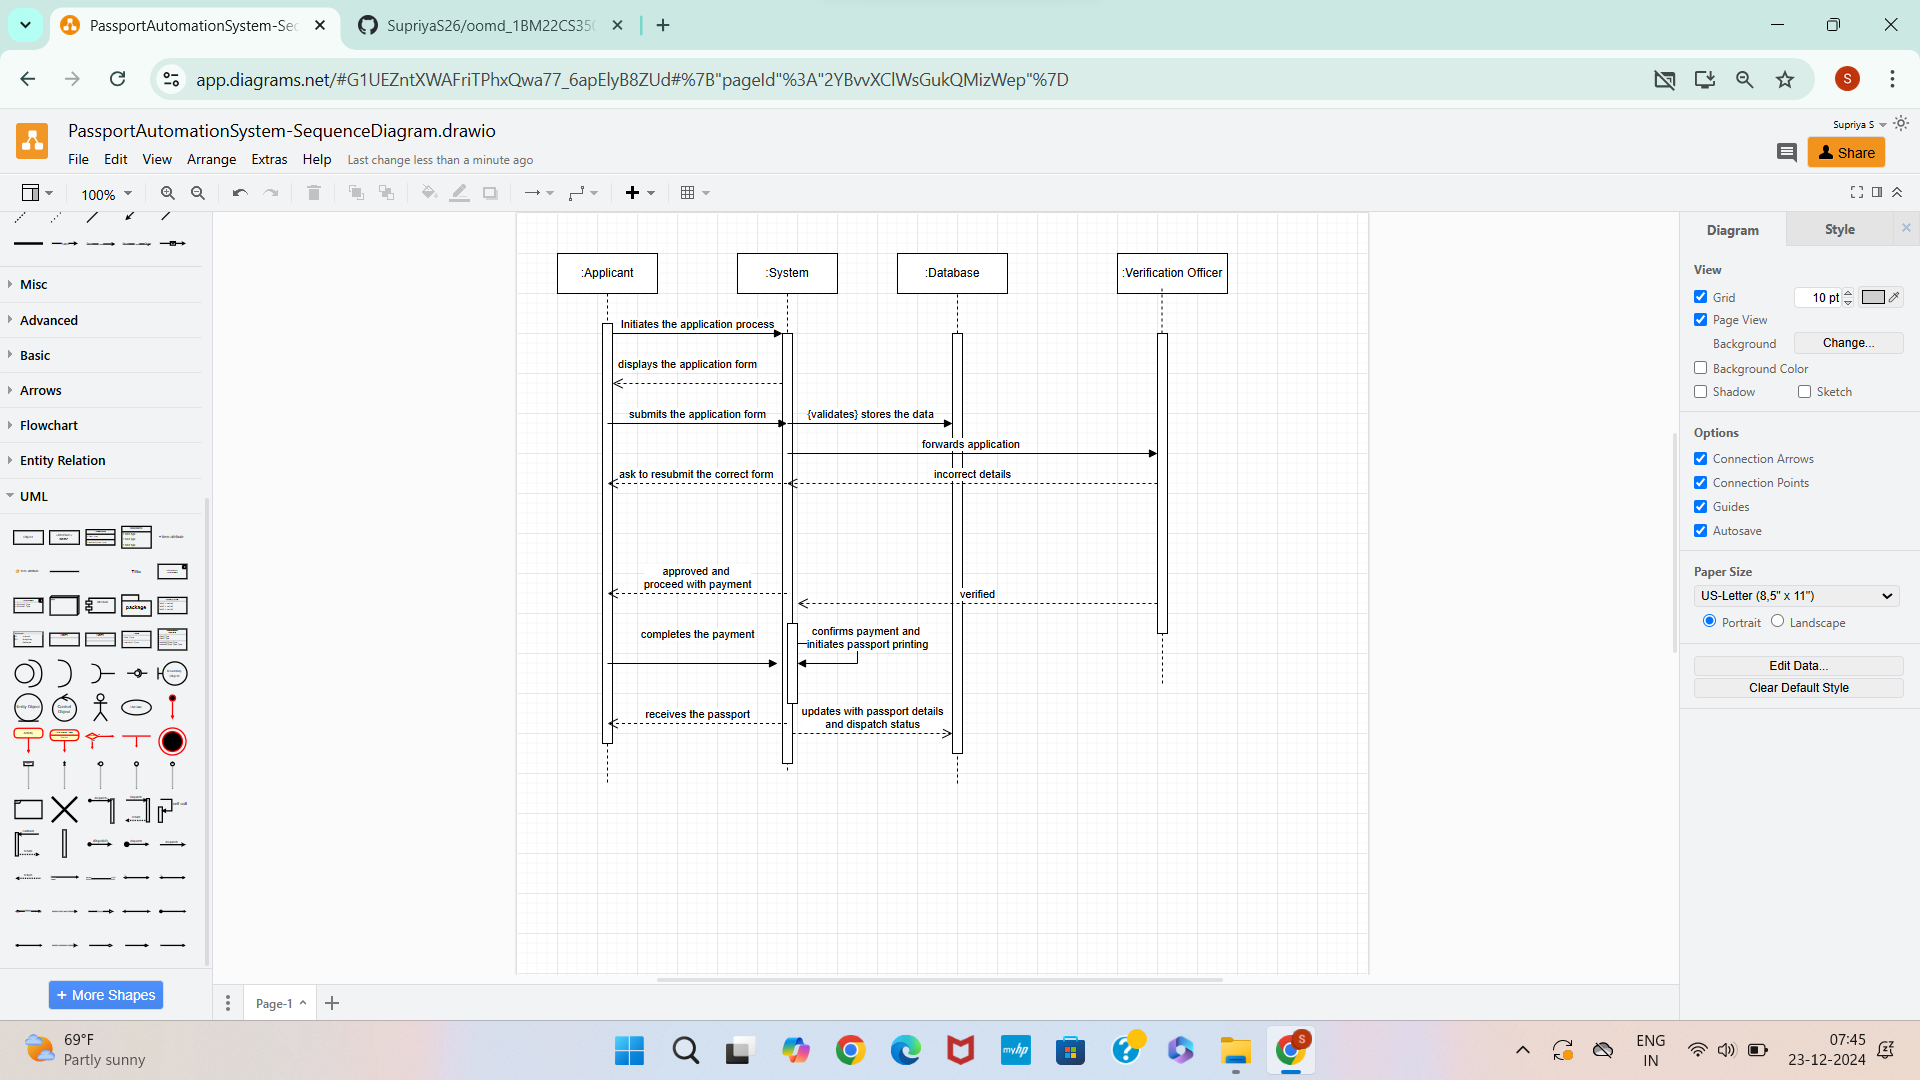 PassportAutomationSystem-Sec
SupriyaS26/oomd_1BM22CS350
app.diagrams.net/#G1UEZntXWAFriTPhxQwa77_6apElyB8ZUd#%7B"pageId"%3A"2YBvvXClWsGukQMizWep"%7D
S
PassportAutomationSystem-SequenceDiagram.drawio
Supriya S
File Edit View Arrange Extras Help Last change less than a minute ago
Share
100%
Misc
Advanced
Basic
Arrows
Flowchart
Entity Relation
UML
package
+ More Shapes
:Applicant
:System
:Database
:Verification Officer
Initiates the application process
displays the application form
submits the application form
{validates} stores the data
forwards application
ask to resubmit the correct form
incorrect details
approved and
proceed with payment
verified
completes the payment
confirms payment and
initiates passport printing
receives the passport
updates with passport details
and dispatch status
Page-1
Diagram
Style
View
Grid
10 pt
Page View
Background
Change...
Background Color
Shadow
Sketch
Options
Connection Arrows
Connection Points
Guides
Autosave
Paper Size
US-Letter (8,5" x 11")
Portrait
Landscape
Edit Data...
Clear Default Style
69°F
Partly sunny
myhp
S
ENG
IN
07:45
23-12-2024